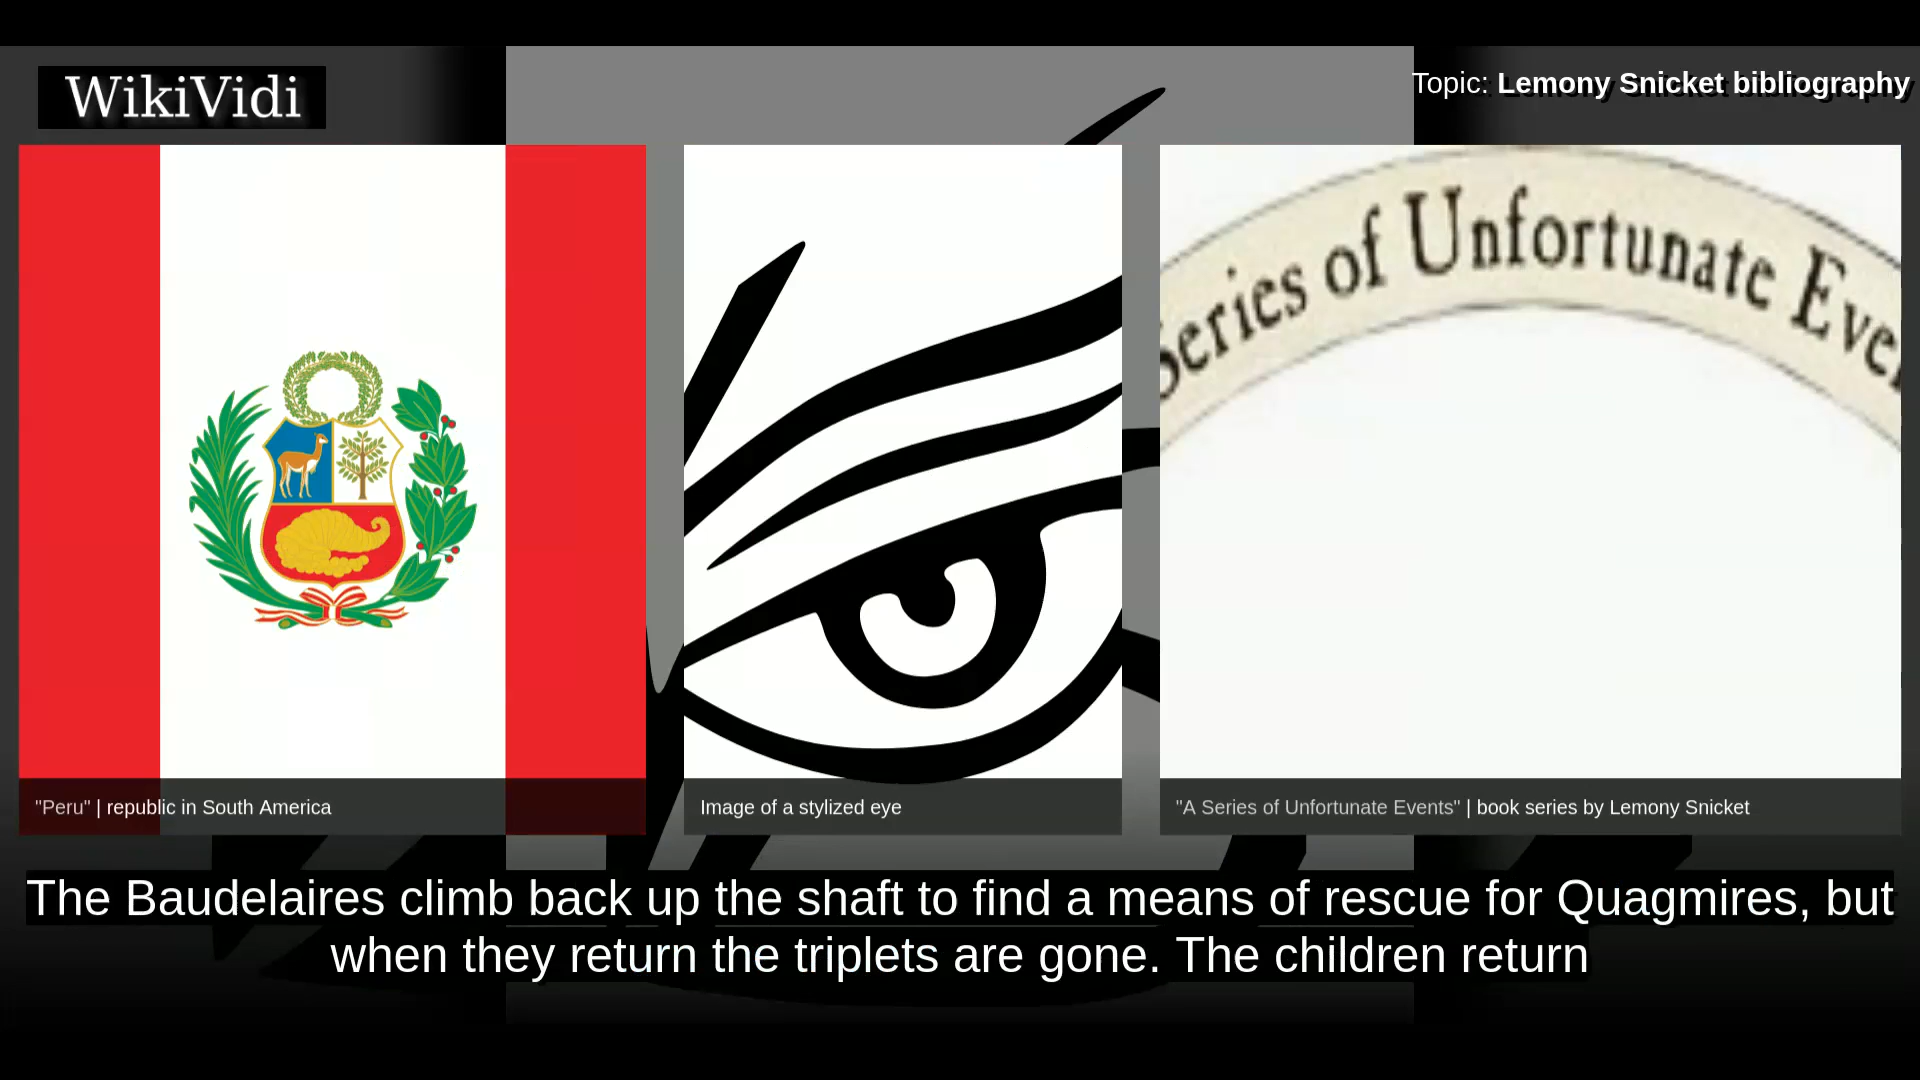 WikiVidi
Topic: Lemony Snicket bibliography
Series of Unfortunate Even
"Peru" | republic in South America
Image of a stylized eye
"A Series of Unfortunate Events" | book series by Lemony Snicket
The Baudelaires climb back up the shaft to find a means of rescue for Quagmires, but
when they return the triplets are gone. The children return